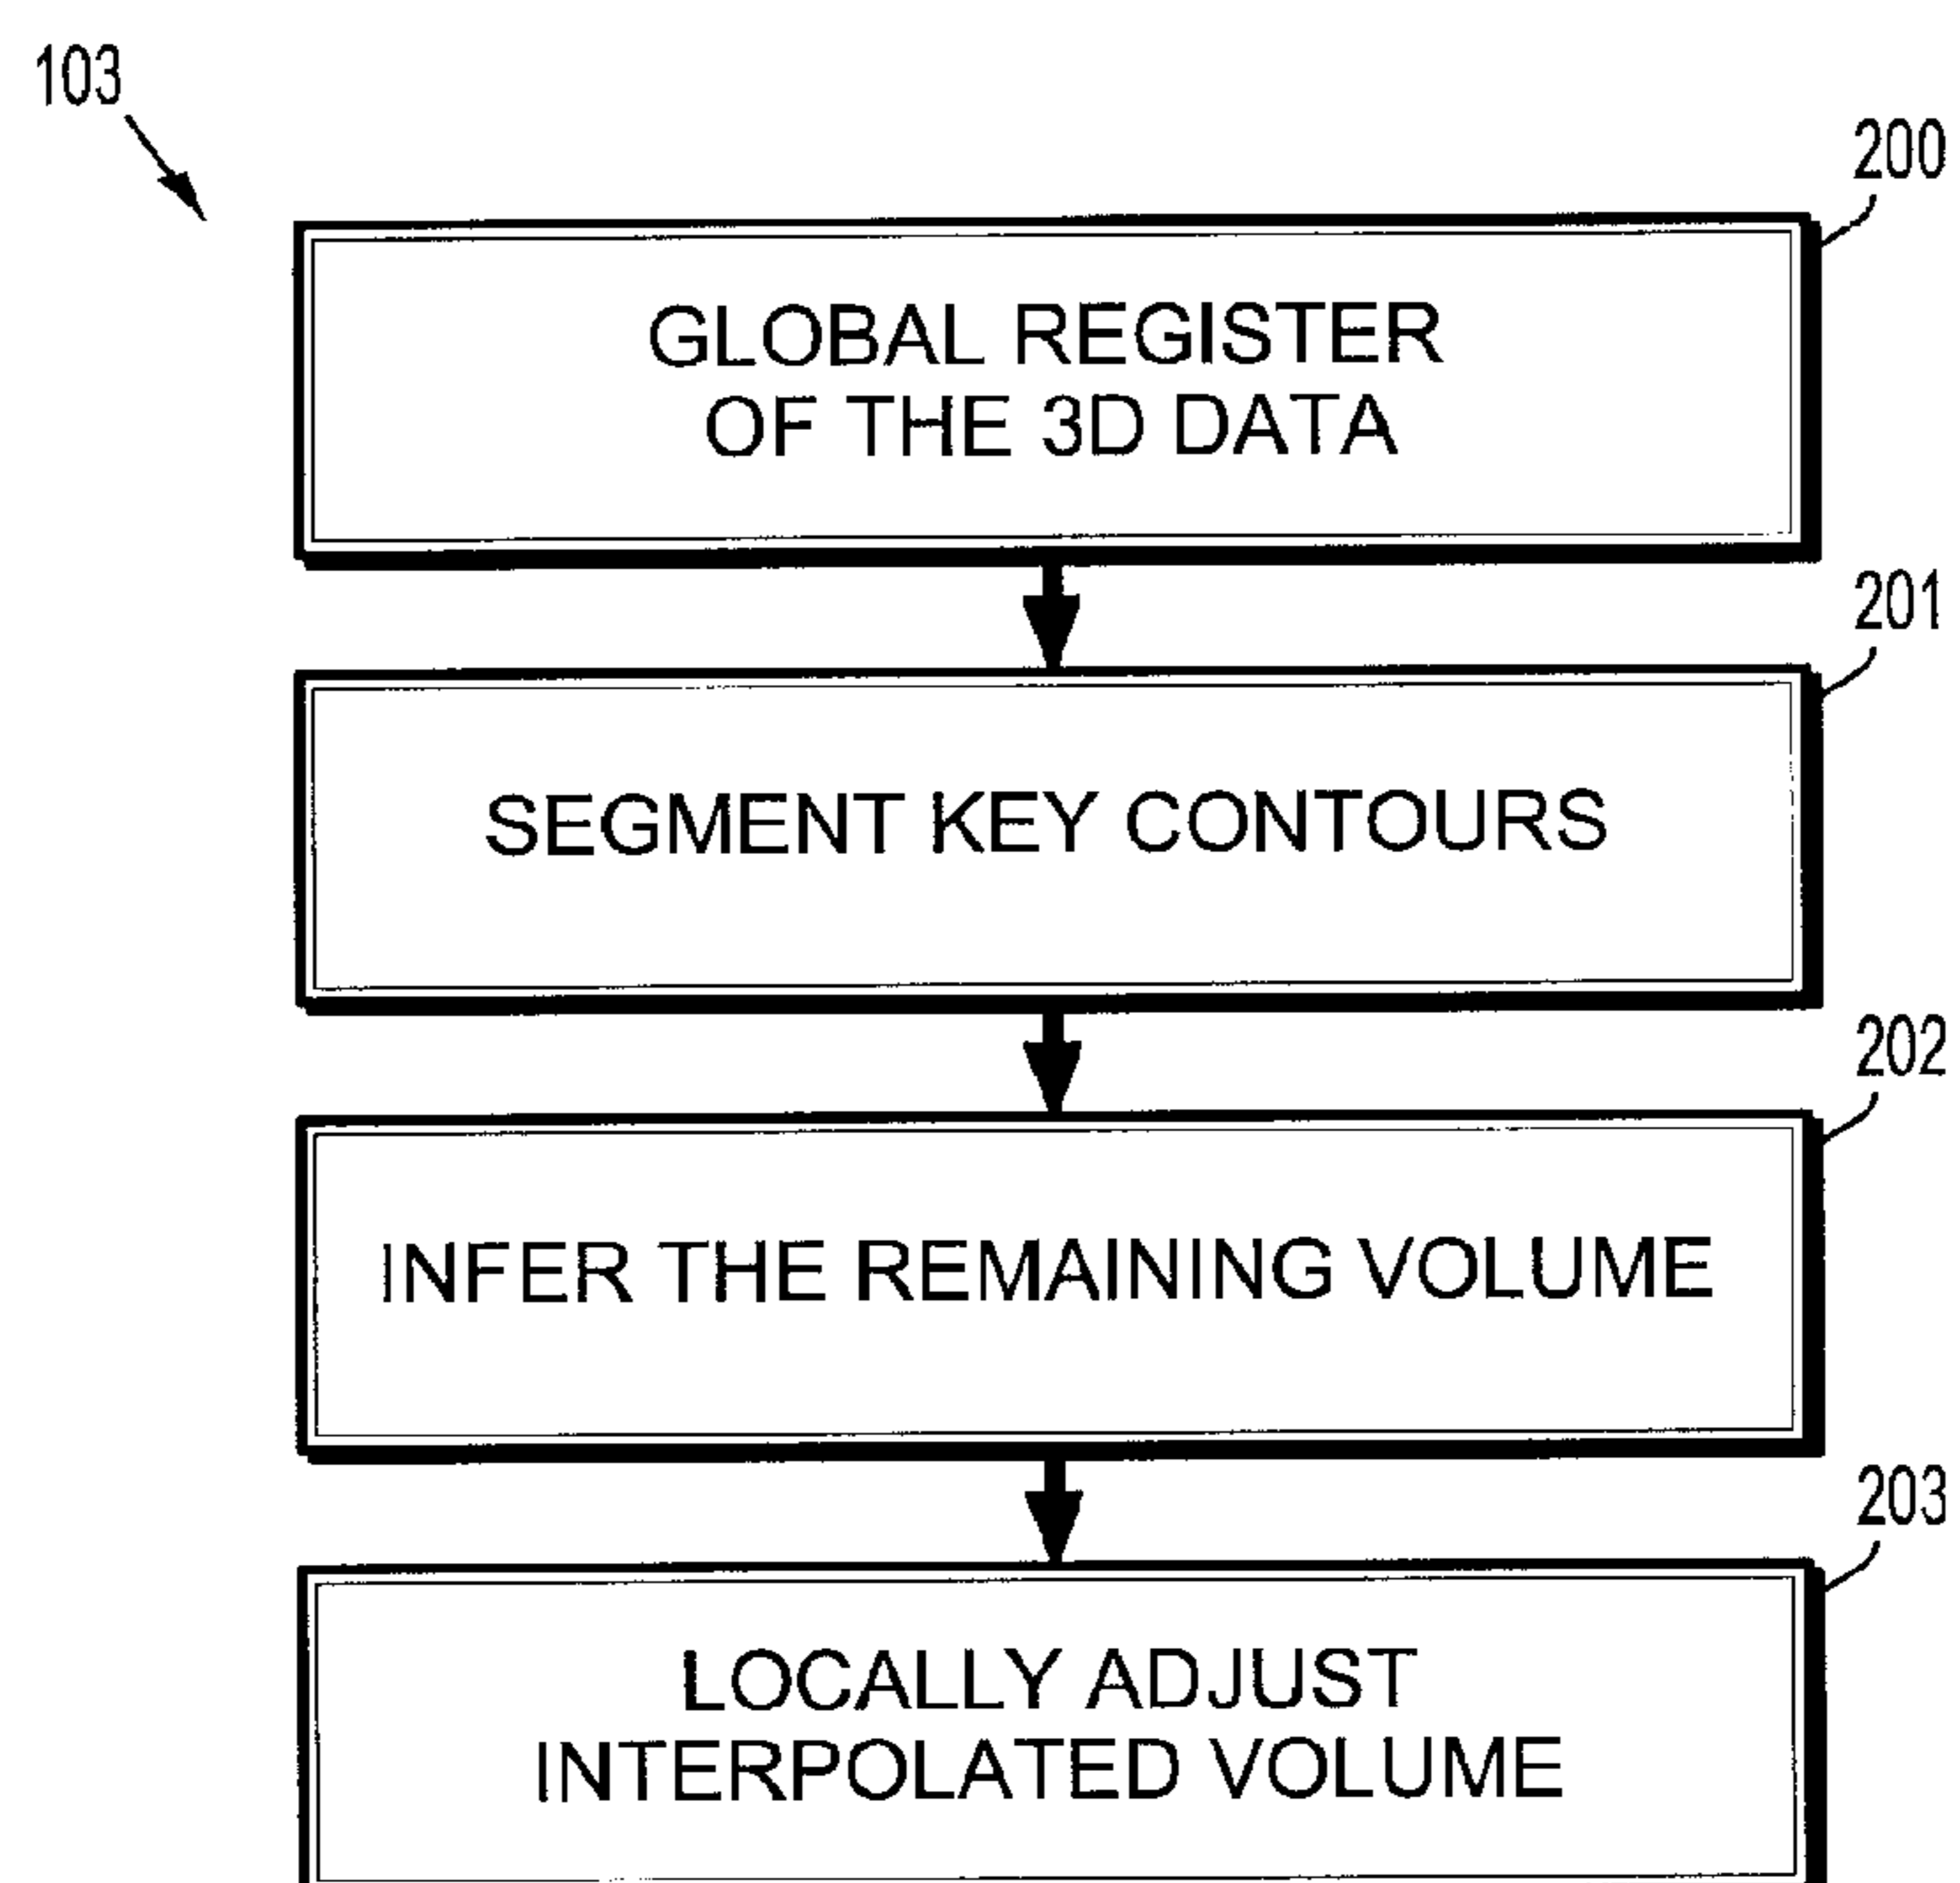 103
200
GLOBAL REGISTER
OF THE 3D DATA
201
SEGMENT KEY CONTOURS
202
INFER THE REMAINING VOLUME
203
LOCALLY ADJUST
INTERPOLATED VOLUME